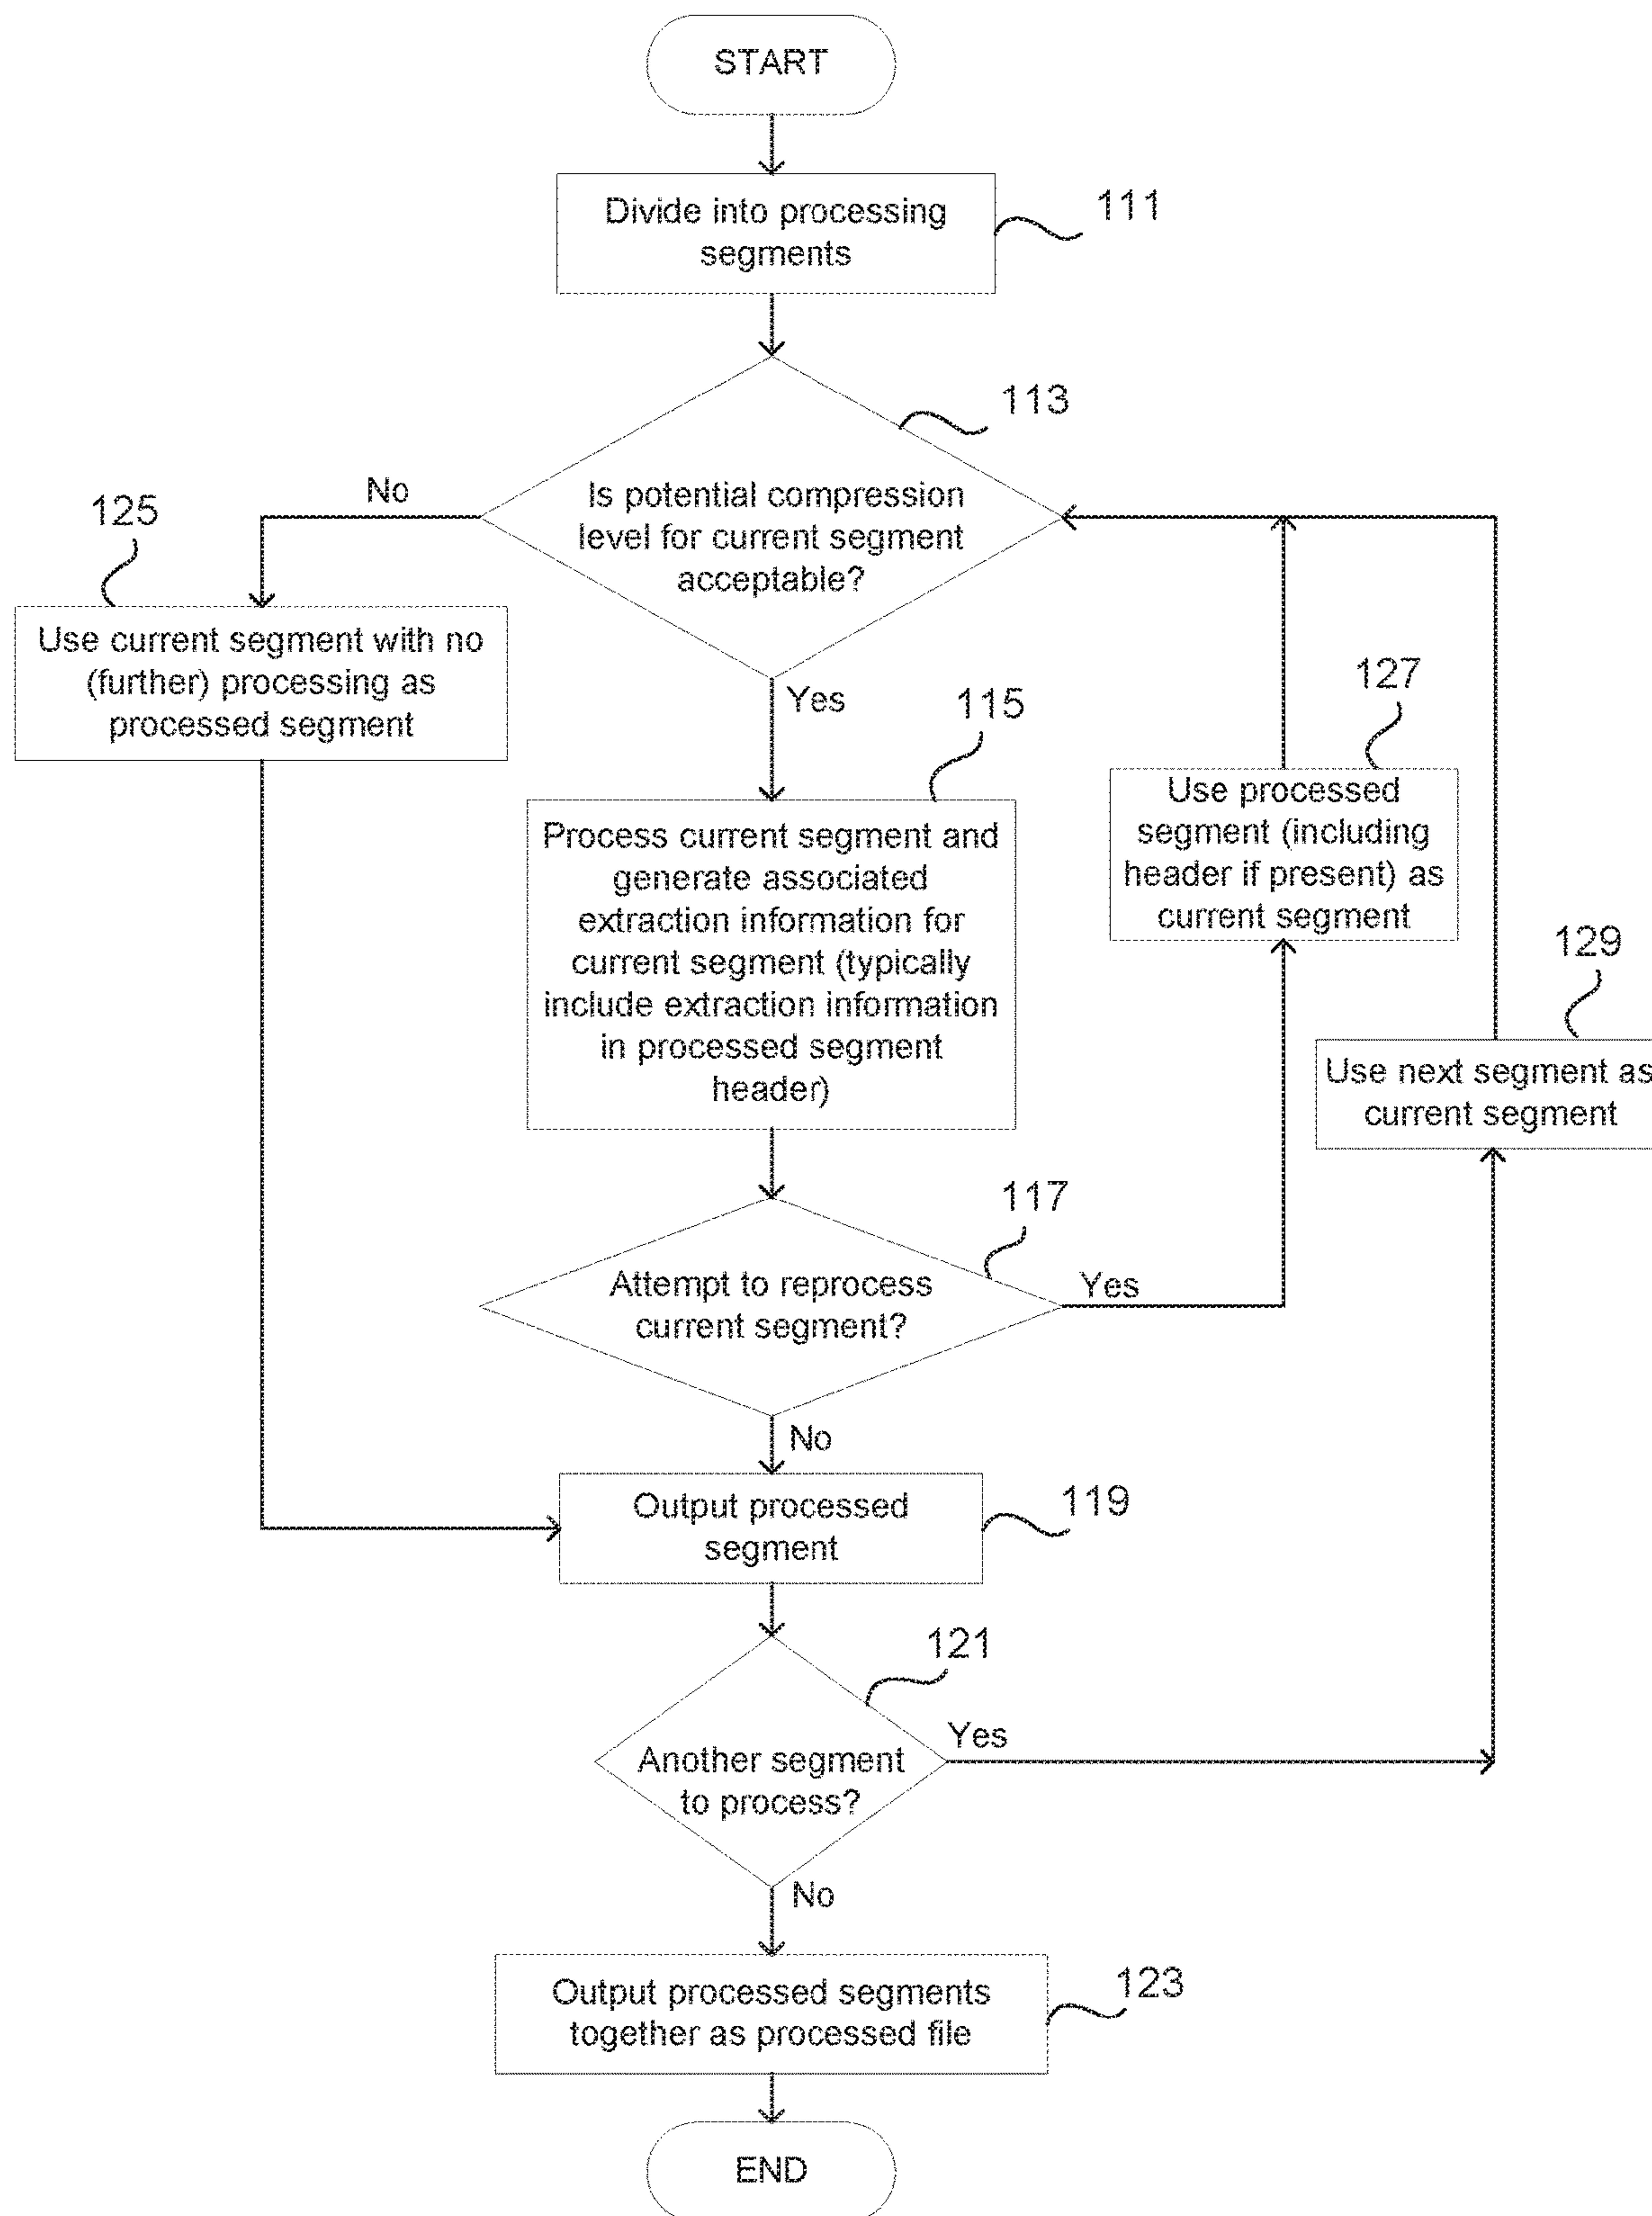 START
Divide into processing
segments
111
113
Is potential compression
level for current segment
acceptable?
No
125
Use current segment with no
(further) processing as
processed segment
Yes
115
Process current segment and
generate associated
extraction information for
current segment (typically
include extraction information
in processed segment
header)
127
Use processed
segment (including
header if present) as
current segment
129
Use next segment as
current segment
117
Attempt to reprocess
current segment?
Yes
No
Output processed
segment
119
121
Another segment
to process?
Yes
No
Output processed segments
together as processed file
123
END